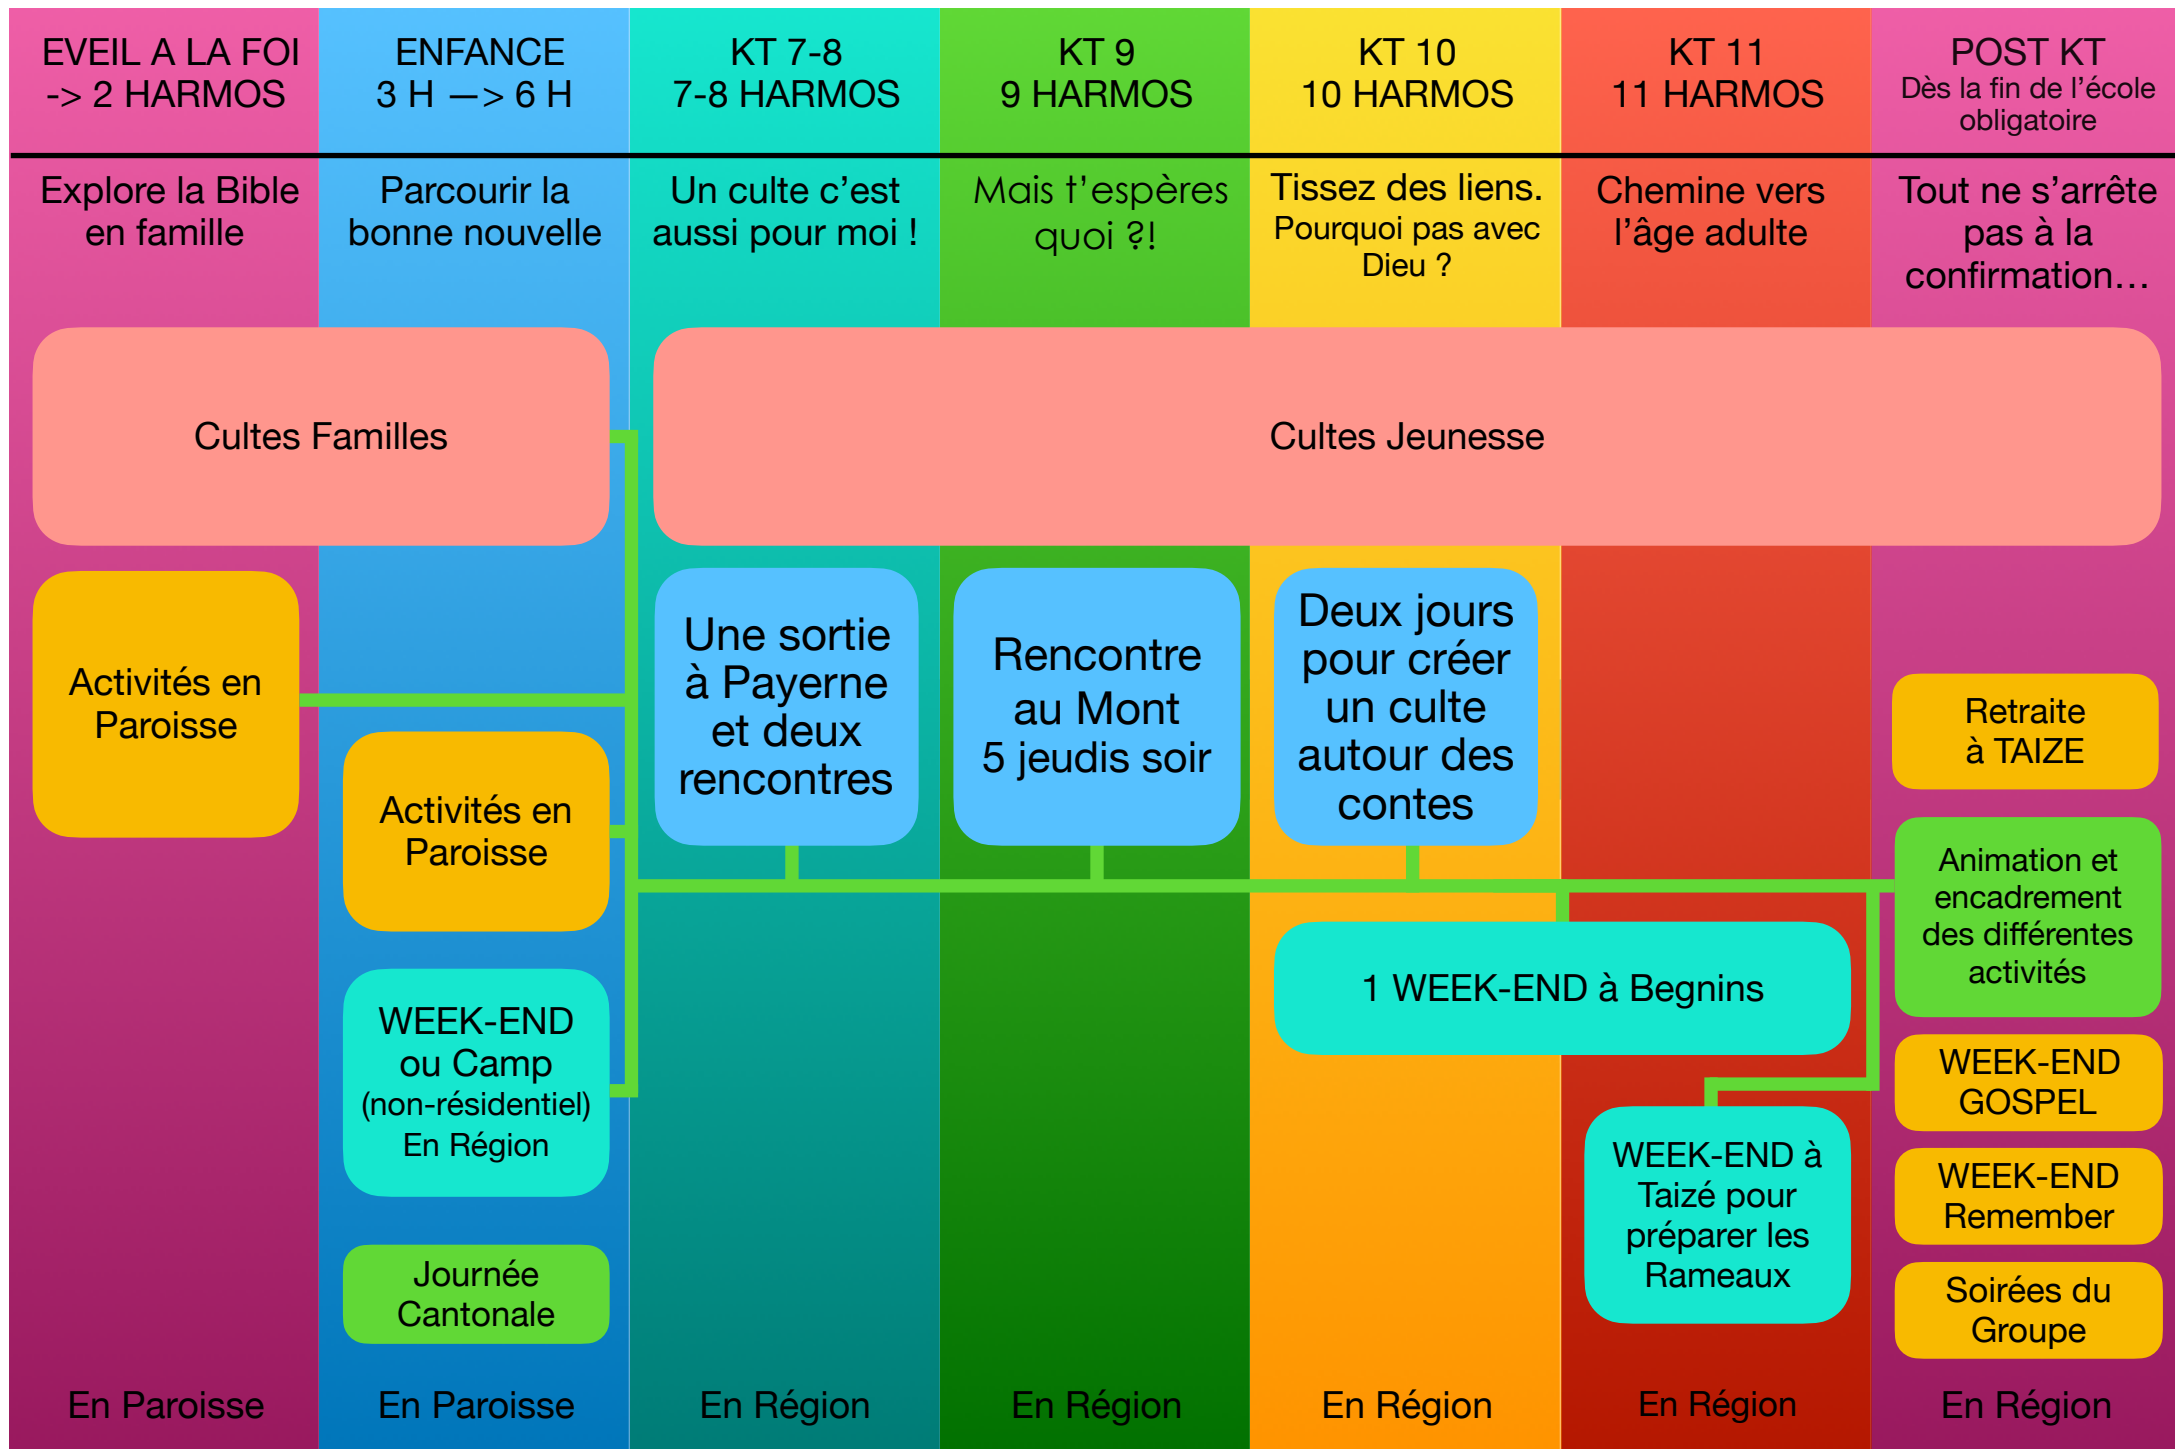 EVEIL A LA FOI
-> 2 HARMOS
ENFANCE
3 H —> 6 H
KT 7-8
7-8 HARMOS
KT 9
9 HARMOS
KT 10
10 HARMOS
KT 11
11 HARMOS
POST KT
Dès la fin de l’école
obligatoire
Explore la Bible
en famille
Parcourir la
bonne nouvelle
Un culte c’est
aussi pour moi !
Mais t’espères
quoi ?!
Tissez des liens.
Pourquoi pas avec
Dieu ?
Chemine vers
l’âge adulte
Tout ne s’arrête
pas à la
confirmation…
Cultes Familles
Cultes Jeunesse
Activités en
Paroisse
Activités en
Paroisse
WEEK-END
ou Camp
(non-résidentiel)
En Région
Journée
Cantonale
Une sortie
à Payerne
et deux
rencontres
Rencontre
au Mont
5 jeudis soir
Deux jours
pour créer
un culte
autour des
contes
1 WEEK-END à Begnins
WEEK-END à
Taizé pour
préparer les
Rameaux
Retraite
à TAIZE
Animation et
encadrement
des différentes
activités
WEEK-END
GOSPEL
WEEK-END
Remember
Soirées du
Groupe
En Paroisse
En Paroisse
En Région
En Région
En Région
En Région
En Région